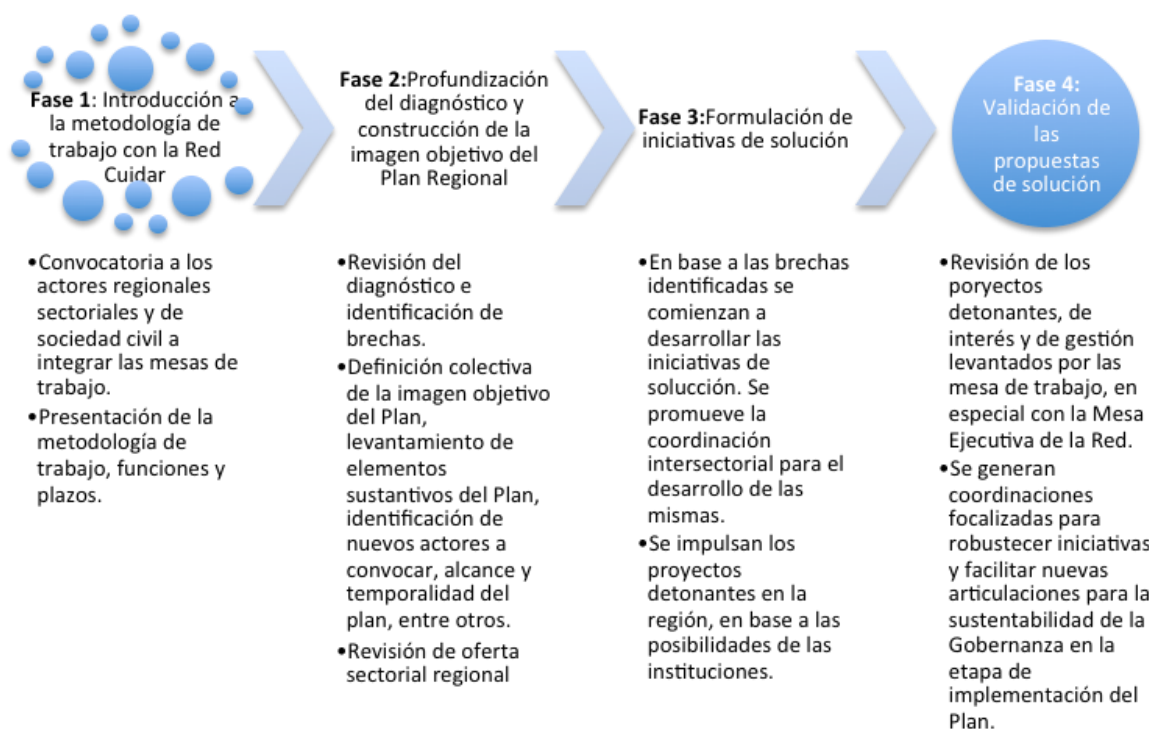 Fase 1: Introducción a
la metodología de
trabajo con la Red
Cuidar
Fase 2:Profundización
del diagnóstico y
construcción de la
imagen objetivo del
Plan Regional
Fase 3:Formulación de
iniciativas de solución
Fase 4:
Validación de
las
propuestas
de solución
•Convocatoria a los
actores regionales
sectoriales y de
sociedad civil a
integrar las mesas de
trabajo.
•Presentación de la
metodología de
trabajo, funciones y
plazos.
•Revisión del
diagnóstico e
identificación de
brechas.
•Definición colectiva
de la imagen objetivo
del Plan,
levantamiento de
elementos
sustantivos del Plan,
identificación de
nuevos actores a
convocar, alcance y
temporalidad del
plan, entre otros.
•Revisión de oferta
sectorial regional
•En base a las brechas
identificadas se
comienzan a
desarrollar las
iniciativas de
solucción. Se
promueve la
coordinación
intersectorial para el
desarrollo de las
mismas.
•Se impulsan los
proyectos
detonantes en la
región, en base a las
posibilidades de las
instituciones.
•Revisión de los
poryectos
detonantes, de
interés y de gestión
levantados por las
mesa de trabajo, en
especial con la Mesa
Ejecutiva de la Red.
•Se generan
coordinaciones
focalizadas para
robustecer iniciativas
y facilitar nuevas
articulaciones para la
sustentabilidad de la
Gobernanza en la
etapa de
implementación del
Plan.